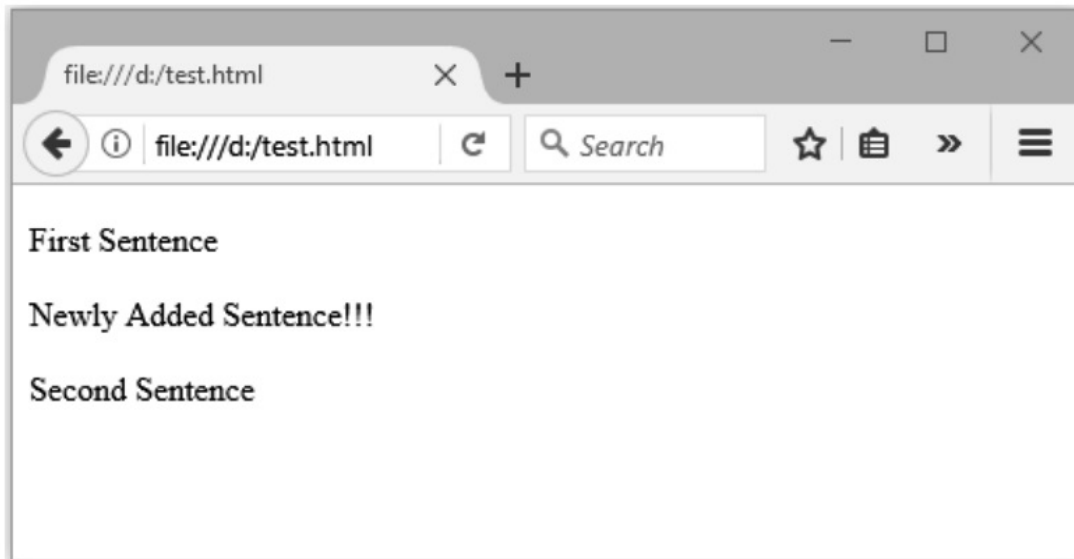 file:///d:/test.html
file:///d:/test.html
Search
First Sentence
Newly Added Sentence!!!
Second Sentence